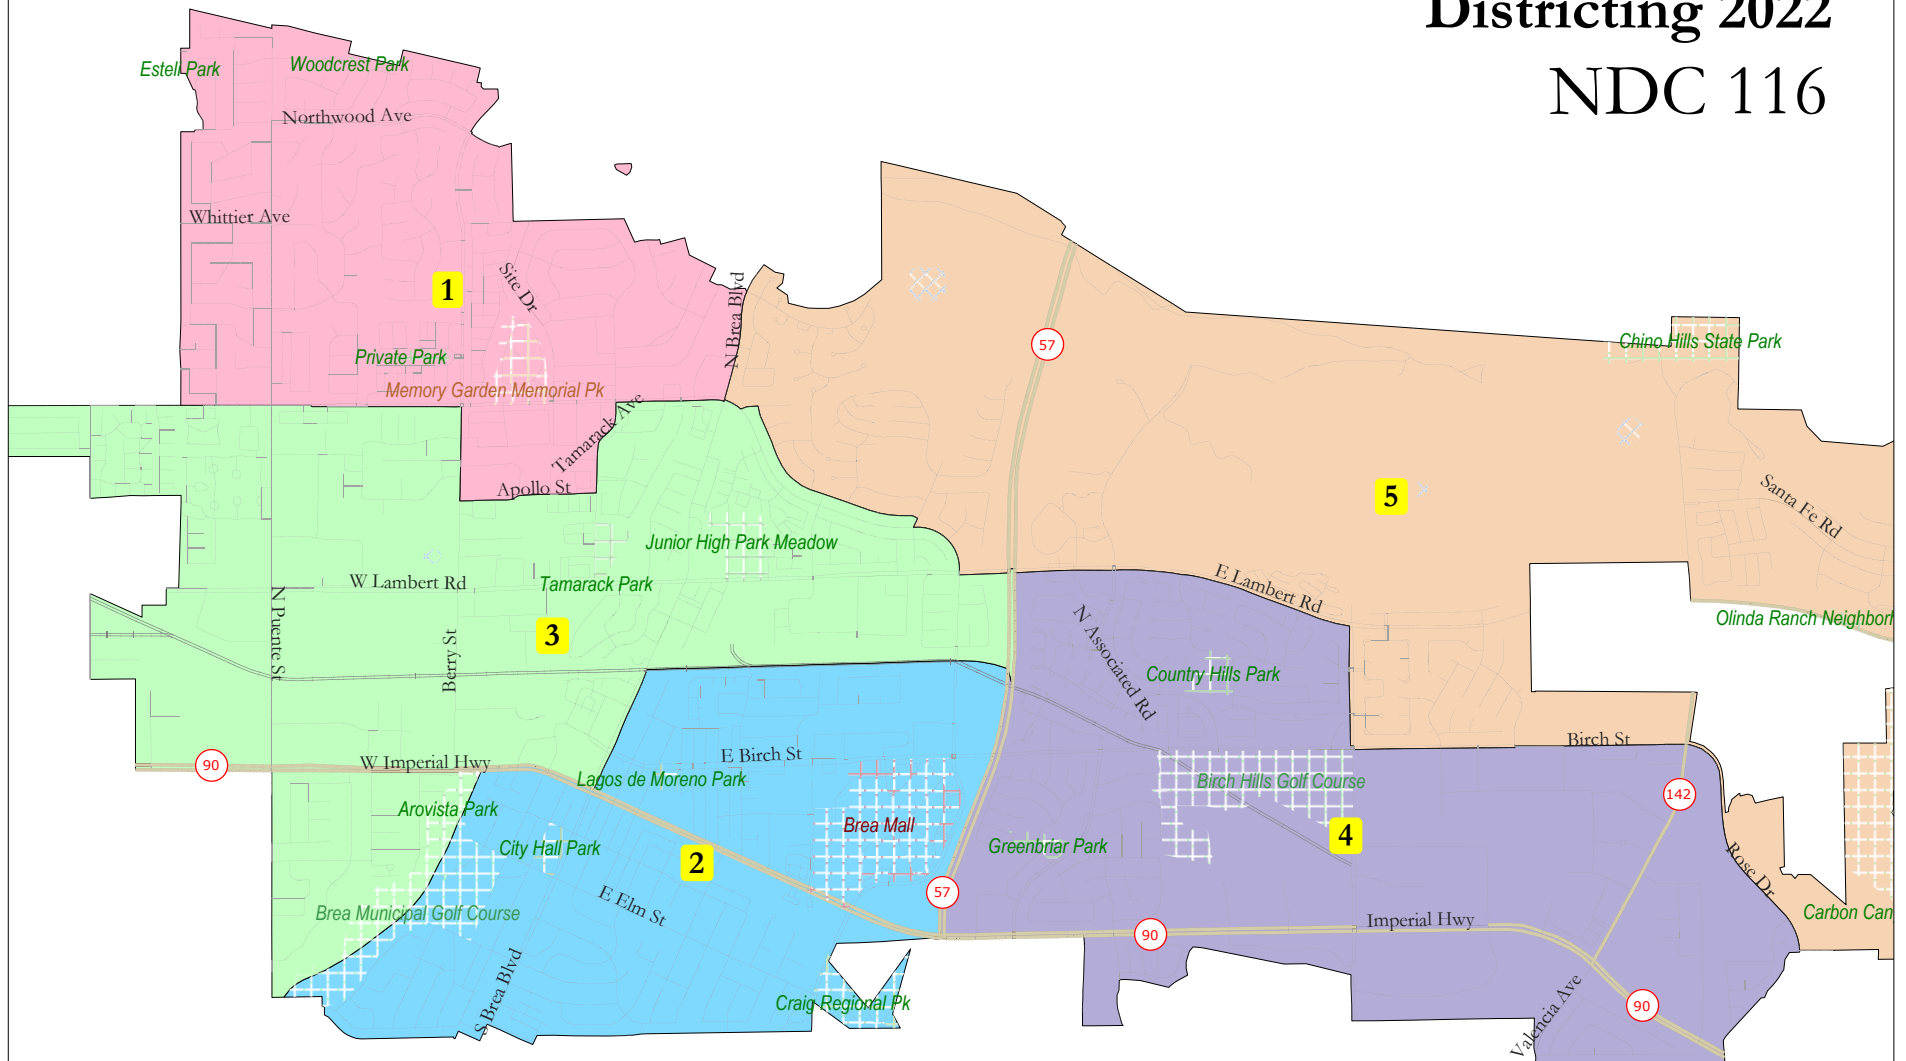 Districting 2022
NDC 116
Estell Park
Woodcrest Park
Northwood Ave
Whittier Ave
1
Site Dr
N Brea Blvd
57
Private Park
Chino Hills State Park
Memory Garden Memorial Pk
Tamarack Ave
Apollo St
5
Santa Fe Rd
Junior High Park Meadow
W Lambert Rd
Tamarack Park
E Lambert Rd
N Puente St
Berry St
3
N Associated Rd
Olinda Ranch Neighborh
Country Hills Park
90
W Imperial Hwy
E Birch St
Birch St
Lagos de Moreno Park
Birch Hills Golf Course
142
Arovista Park
Brea Mall
4
City Hall Park
2
Greenbriar Park
Rose Dr
57
E Elm St
Brea Municipal Golf Course
90
Imperial Hwy
Carbon Can
S Brea Blvd
Craig Regional Pk
Valencia Ave
90